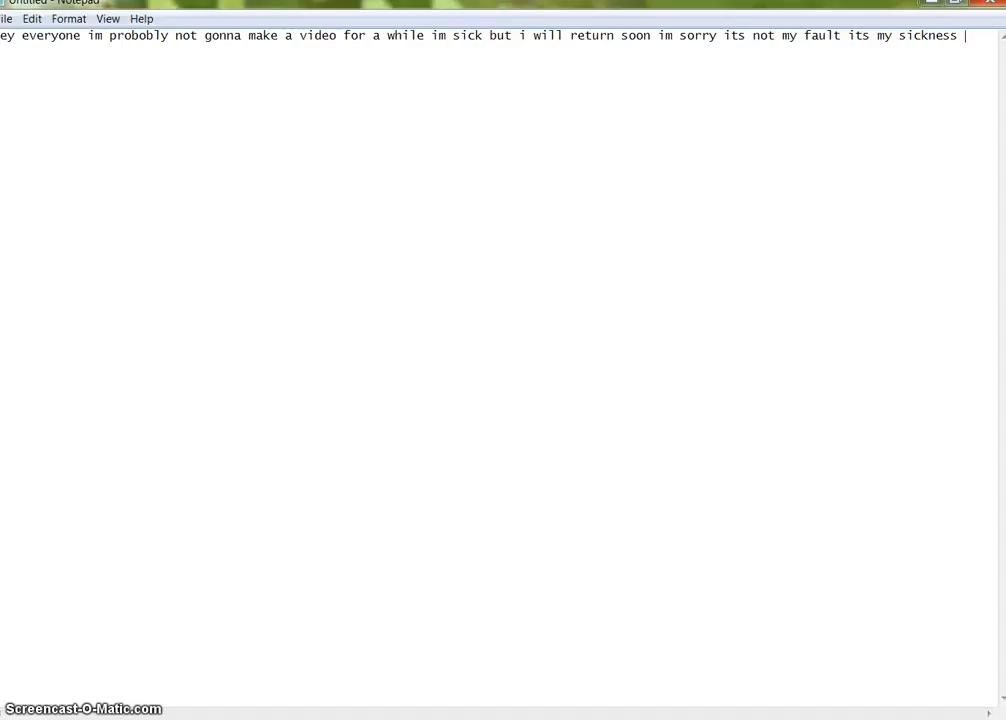 Untitled - Notepad
ile Edit Format View Help
ey everyone im probobly not gonna make a video for a while im sick but i will return soon im sorry its not my fault its my sickness
Screencast-O-Matic.com